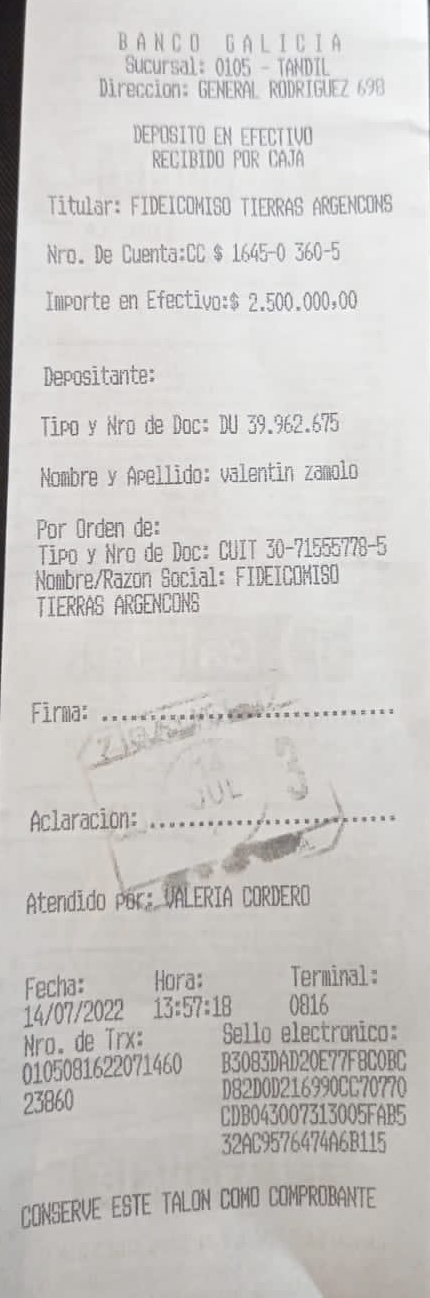 BANCO GALICIA
Sucursal: 0105 - TANDIL
Direccion: GENERAL RODRIGUEZ 698
DEPOSITO EN EFECTIVO
RECIBIDO POR CAJA
Titular: FIDEICOMISO TIERRAS ARGENCONS
Nro. De Cuenta:CC $ 1645-0 360-5
Importe en Efectivo:$ 2.500.000,00
Depositante:
Tipo y Nro de Doc: DU 39.962.675
Nombre y Apellido: valentin zamolo
Por Orden de:
Tipo y Nro de Doc: CUIT 30-71555778-5
Nombre/Razon Social: FIDEICOMISO
TIERRAS ARGENCONS
Firma: ..............................
JUL
Aclaracion: .........................
Atendido por: VALERIA CORDERO
Fecha: Hora: Terminal:
14/07/2022 13:57:18 0816
Nro. de Trx: Sello electronico:
0105081622071460 B3083DAD20E77F8C0BC
23860 D82D0D216990CC70770
CDB043007313005FAB5
32AC9576474A6B115
CONSERVE ESTE TALON COMO COMPROBANTE